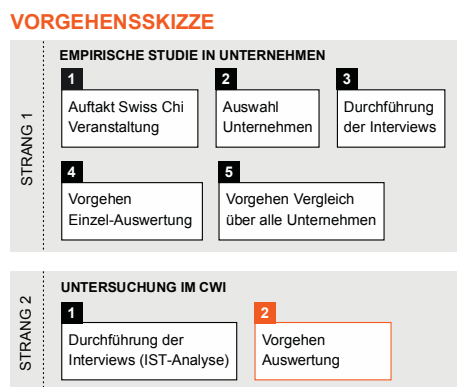 VORGEHENSSKIZZE
STRANG 1
EMPIRISCHE STUDIE IN UNTERNEHMEN
1
Auftakt Swiss Chi
Veranstaltung
2
Auswahl
Unternehmen
3
Durchführung
der Interviews
4
Vorgehen
Einzel-Auswertung
5
Vorgehen Vergleich
über alle Unternehmen
STRANG 2
UNTERSUCHUNG IM CWI
1
Durchführung der
Interviews (IST-Analyse)
2
Vorgehen
Auswertung